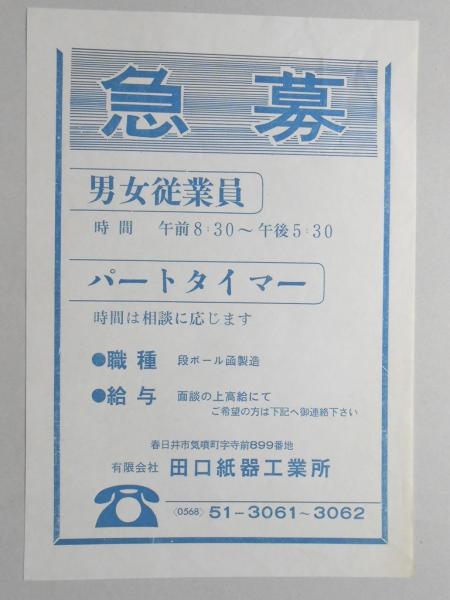 急募
男女従業員
時間 午前8:30～午後5:30
パートタイマー
時間は相談に応じます
●職種 段ボール函製造
●給与 面談の上高給にて
ご希望の方は下記へ御連絡下さい
春日井市気噴町字寺前899番地
有限会社 田口紙器工業所
〈0568〉51-3061～3062